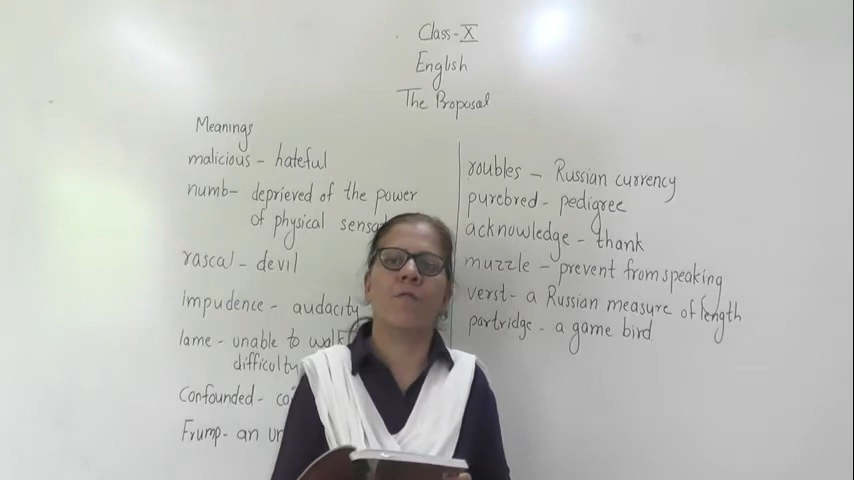 Class-X
English
The Proposal
Meanings
malicious - hateful
numb- deprieved of the power
of physical
rascal - devil
impudence - audacity
lame - unable to walk
difficulty
Confounded -
Frump - an
roubles - Russian currency
purebred - pedigree
acknowledge - thank
muzzle - prevent from speaking
verst - a Russian measure of length
partridge - a game bird